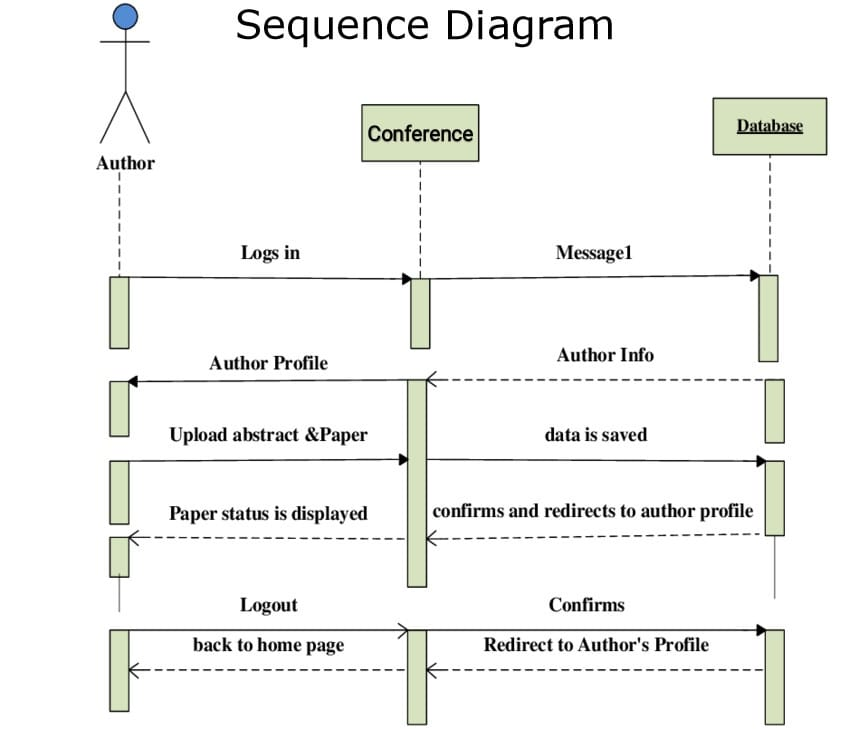 Sequence Diagram
Conference
Database
Author
Logs in
Message1
Author Profile
Author Info
Upload abstract &Paper
data is saved
Paper status is displayed
confirms and redirects to author profile
Logout
Confirms
back to home page
Redirect to Author's Profile